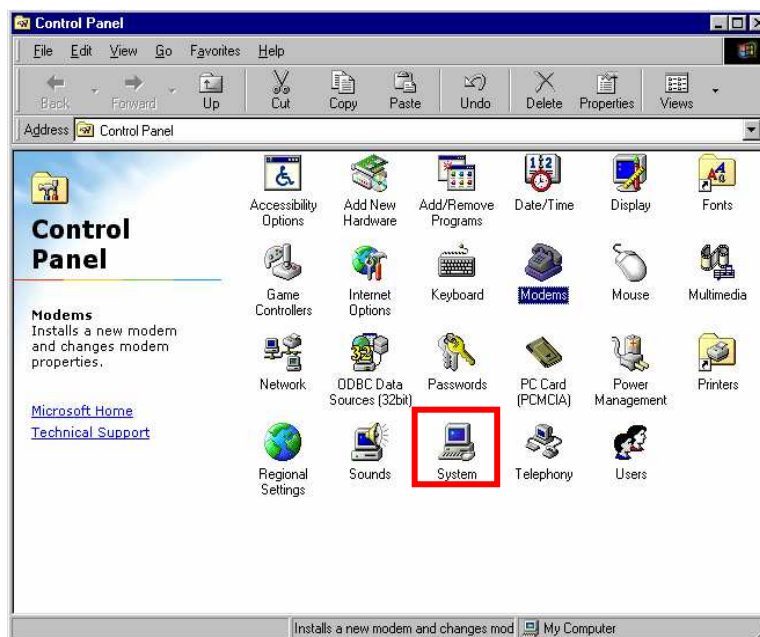 Control Panel
File Edit View Go Favorites Help
Back Forward Up Cut Copy Paste Undo Delete Properties Views
Address Control Panel
Control
Panel
Modems
Installs a new modem
and changes modem
properties.
Microsoft Home
Technical Support
Accessibility
Options
Add New
Hardware
Add/Remove
Programs
Date/Time
Display
Fonts
Game
Controllers
Internet
Options
Keyboard
Modems
Mouse
Multimedia
Network
ODBC Data
Sources (32bit)
Passwords
PC Card
(PCMCIA)
Power
Management
Printers
Regional
Settings
Sounds
System
Telephony
Users
Installs a new modem and changes mod My Computer